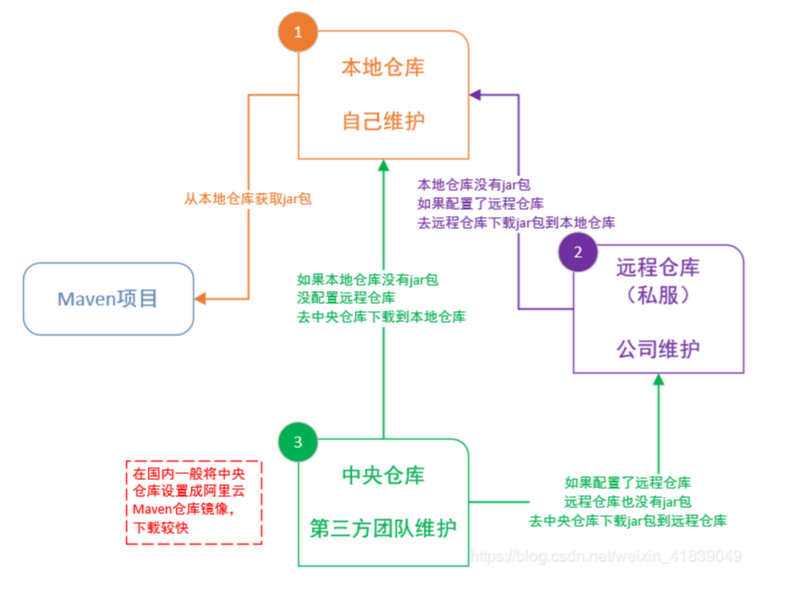 1
本地仓库
自己维护
从本地仓库获取jar包
本地仓库没有jar包
如果配置了远程仓库
去远程仓库下载jar包到本地仓库
2
远程仓库
（私服）
公司维护
Maven项目
如果本地仓库没有jar包
没配置远程仓库
去中央仓库下载到本地仓库
3
中央仓库
第三方团队维护
在国内一般将中央
仓库设置成阿里云
Maven仓库镜像，
下载较快
如果配置了远程仓库
远程仓库也没有jar包
去中央仓库下载jar包到远程仓库
https://blog.csdn.net/weixin_41839049